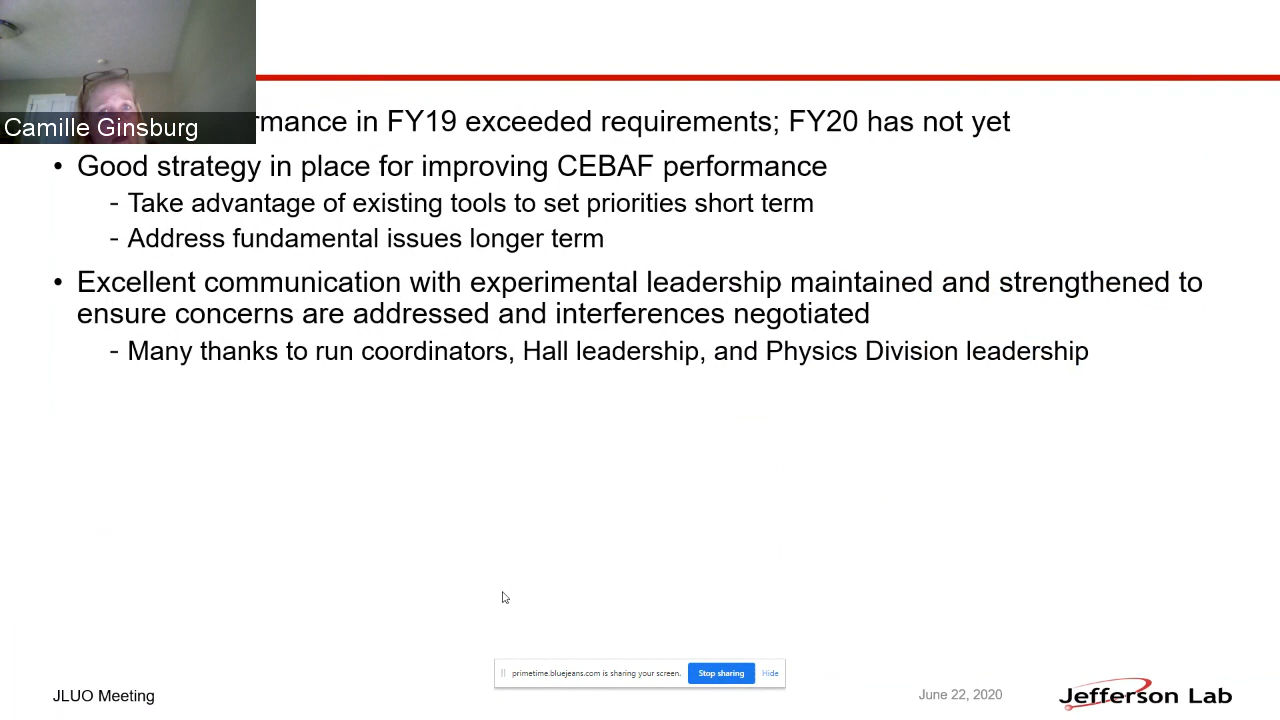 Camille Ginsburg
rmance in FY19 exceeded requirements; FY20 has not yet
• Good strategy in place for improving CEBAF performance
- Take advantage of existing tools to set priorities short term
- Address fundamental issues longer term
• Excellent communication with experimental leadership maintained and strengthened to
ensure concerns are addressed and interferences negotiated
- Many thanks to run coordinators, Hall leadership, and Physics Division leadership
primetime.bluejeans.com is sharing your screen. Stop sharing Hide
JLUO Meeting
June 22, 2020
Jefferson Lab